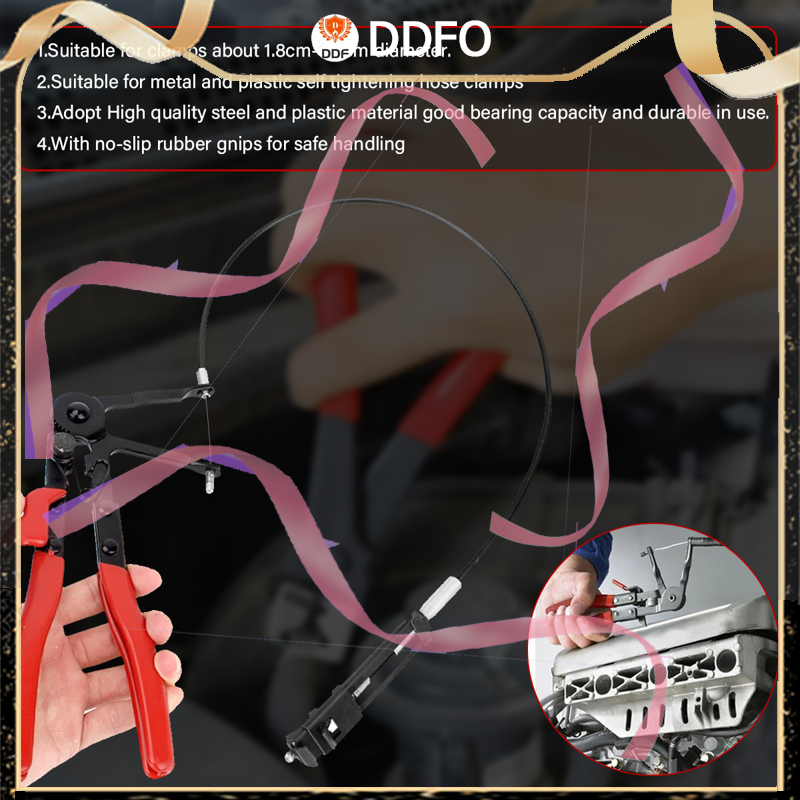 DDFO
DDF
1.Suitable for clamps about 1.8cm- m diameter.
2.Suitable for metal and plastic self tightening hose clamps
3.Adopt High quality steel and plastic material good bearing capacity and durable in use.
4.With no-slip rubber gnips for safe handling